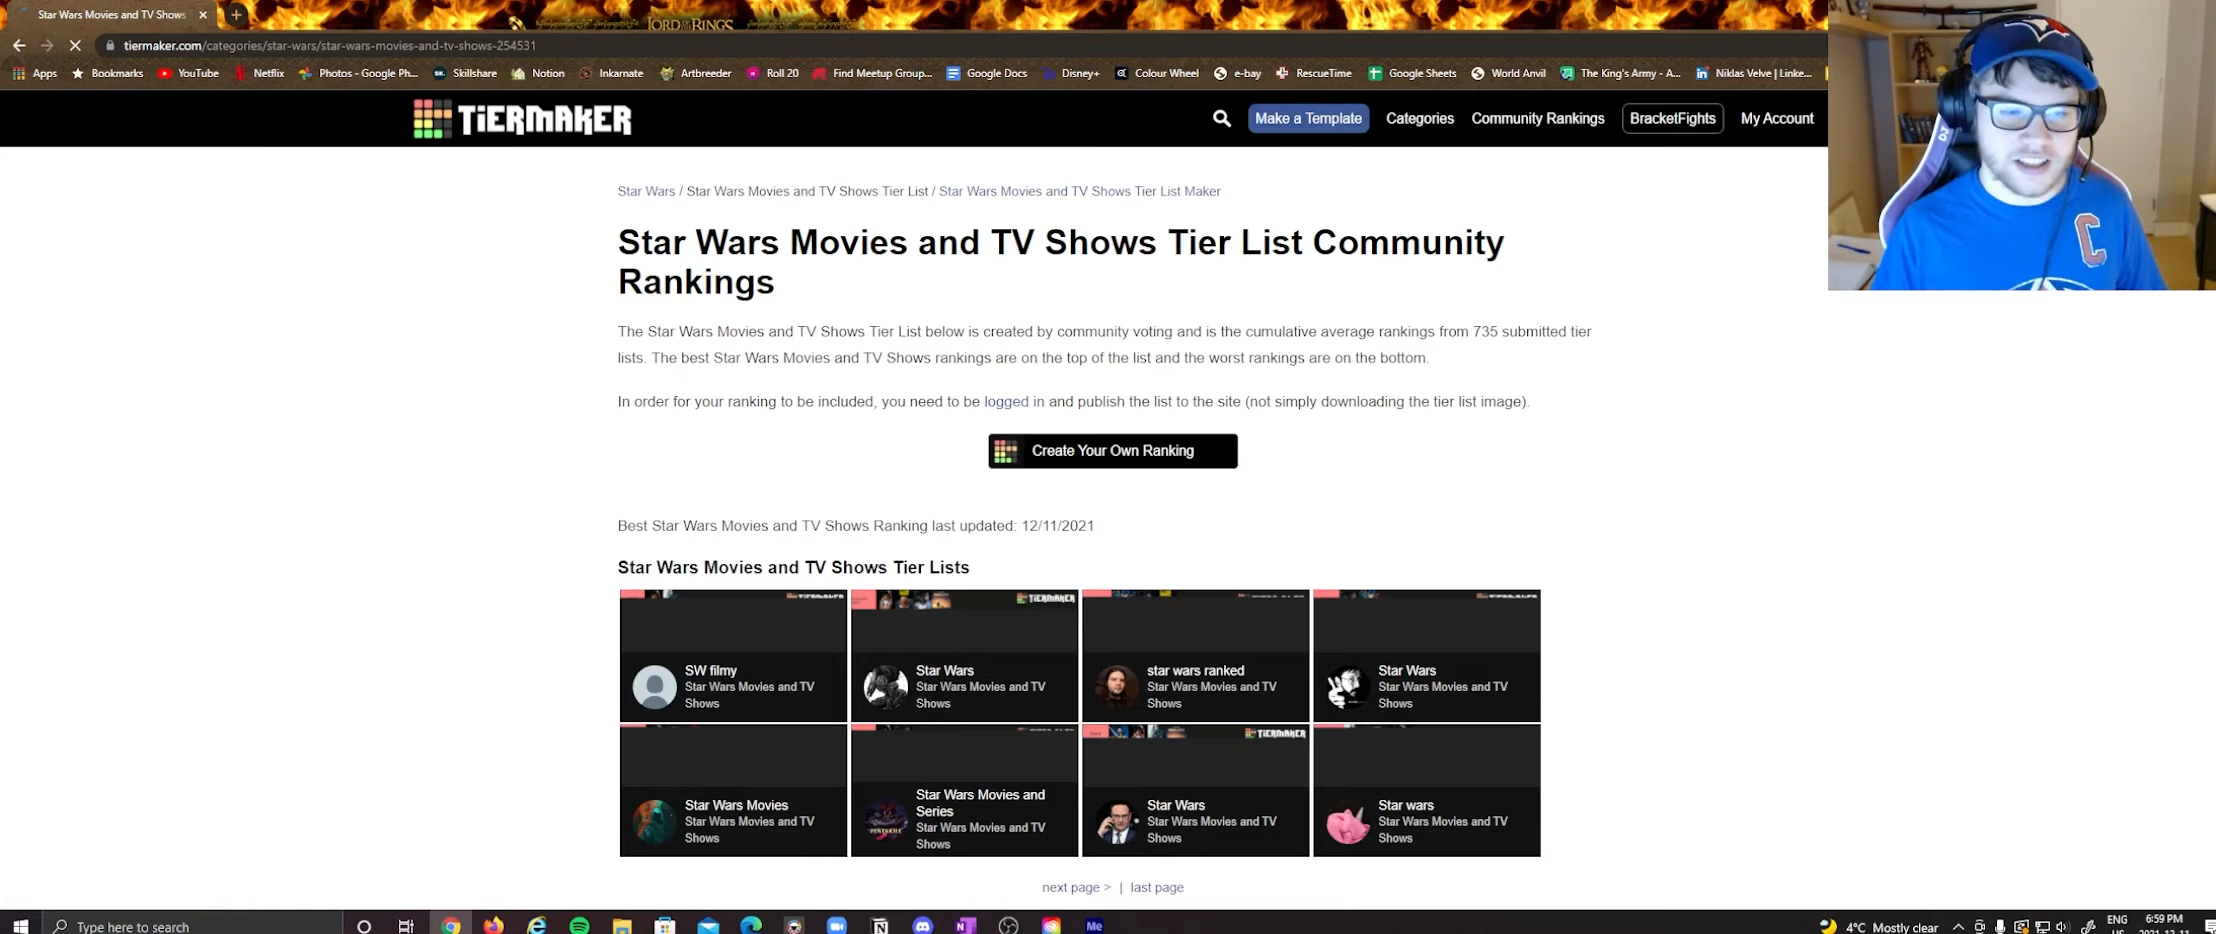 Star Wars Movies and TV Shows
LORD OF THE RINGS
tiermaker.com/categories/star-wars/star-wars-movies-and-tv-shows-254531
Apps Bookmarks YouTube Netflix Photos - Google Ph... Skillshare Notion Inkarnate Artbreeder Roll 20 Find Meetup Group... Google Docs Disney+ Colour Wheel e-bay RescueTime Google Sheets World Anvil The King's Army - A... Niklas Velve | Linke...
TiERMAKER
Make a Template Categories Community Rankings BracketFights My Account
DJ
C
Star Wars / Star Wars Movies and TV Shows Tier List / Star Wars Movies and TV Shows Tier List Maker
Star Wars Movies and TV Shows Tier List Community
Rankings
The Star Wars Movies and TV Shows Tier List below is created by community voting and is the cumulative average rankings from 735 submitted tier
lists. The best Star Wars Movies and TV Shows rankings are on the top of the list and the worst rankings are on the bottom.
In order for your ranking to be included, you need to be logged in and publish the list to the site (not simply downloading the tier list image).
Create Your Own Ranking
Best Star Wars Movies and TV Shows Ranking last updated: 12/11/2021
Star Wars Movies and TV Shows Tier Lists
TiERMAKER
SW filmy
Star Wars Movies and TV
Shows
Star Wars
Star Wars Movies and TV
Shows
star wars ranked
Star Wars Movies and TV
Shows
Star Wars
Star Wars Movies and TV
Shows
TiERMAKER
Star Wars Movies
Star Wars Movies and TV
Shows
PENTAKILL
Star Wars Movies and
Series
Star Wars Movies and TV
Shows
Star Wars
Star Wars Movies and TV
Shows
Star wars
Star Wars Movies and TV
Shows
next page > | last page
Type here to search
Me
4°C Mostly clear
ENG
US
6:59 PM
2021-12-11